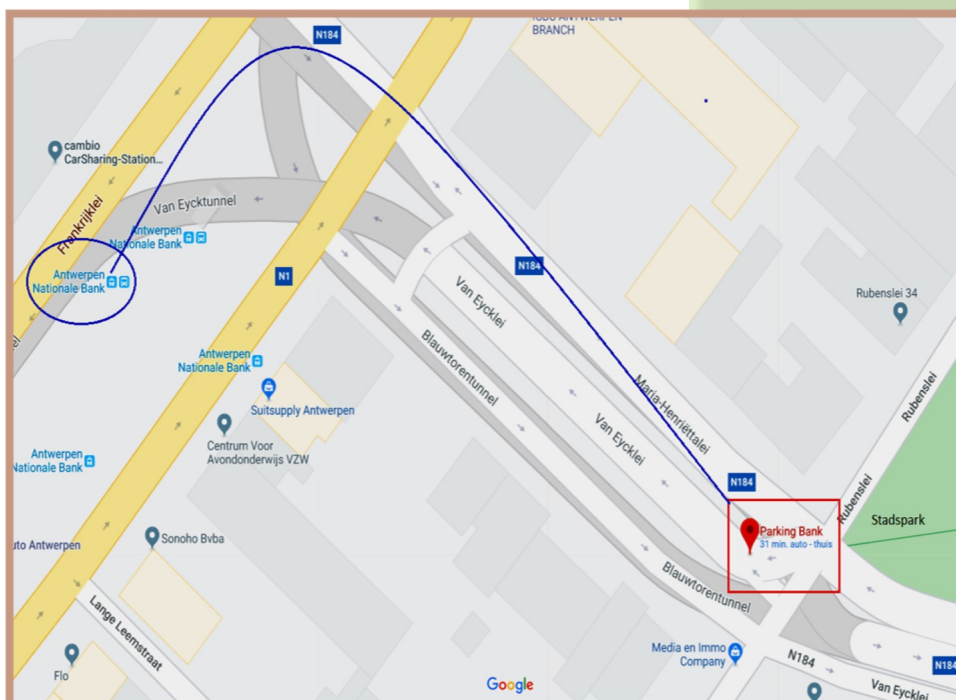 ICBC ANTWERPEN
BRANCH
N184
cambio
CarSharing-Station...
Frankrijklei
Van Eycktunnel
Antwerpen
Nationale Bank
Antwerpen
Nationale Bank
N1
N184
Van Eycklei
Rubenslei 34
Blauwtorentunnel
Antwerpen
Nationale Bank
Suitsupply Antwerpen
Maria-Henriëttalei
Rubenslei
Centrum Voor
Avondonderwijs VZW
Van Eycklei
Antwerpen
Nationale Bank
N184
Rubenslei
Stadspark
Parking Bank
31 min. auto - thuis
Sonoho Bvba
uto Antwerpen
Blauwtorentunnel
Lange Leemstraat
Media en Immo
Company
N184
N184
Flo
Google
Van Eycklei